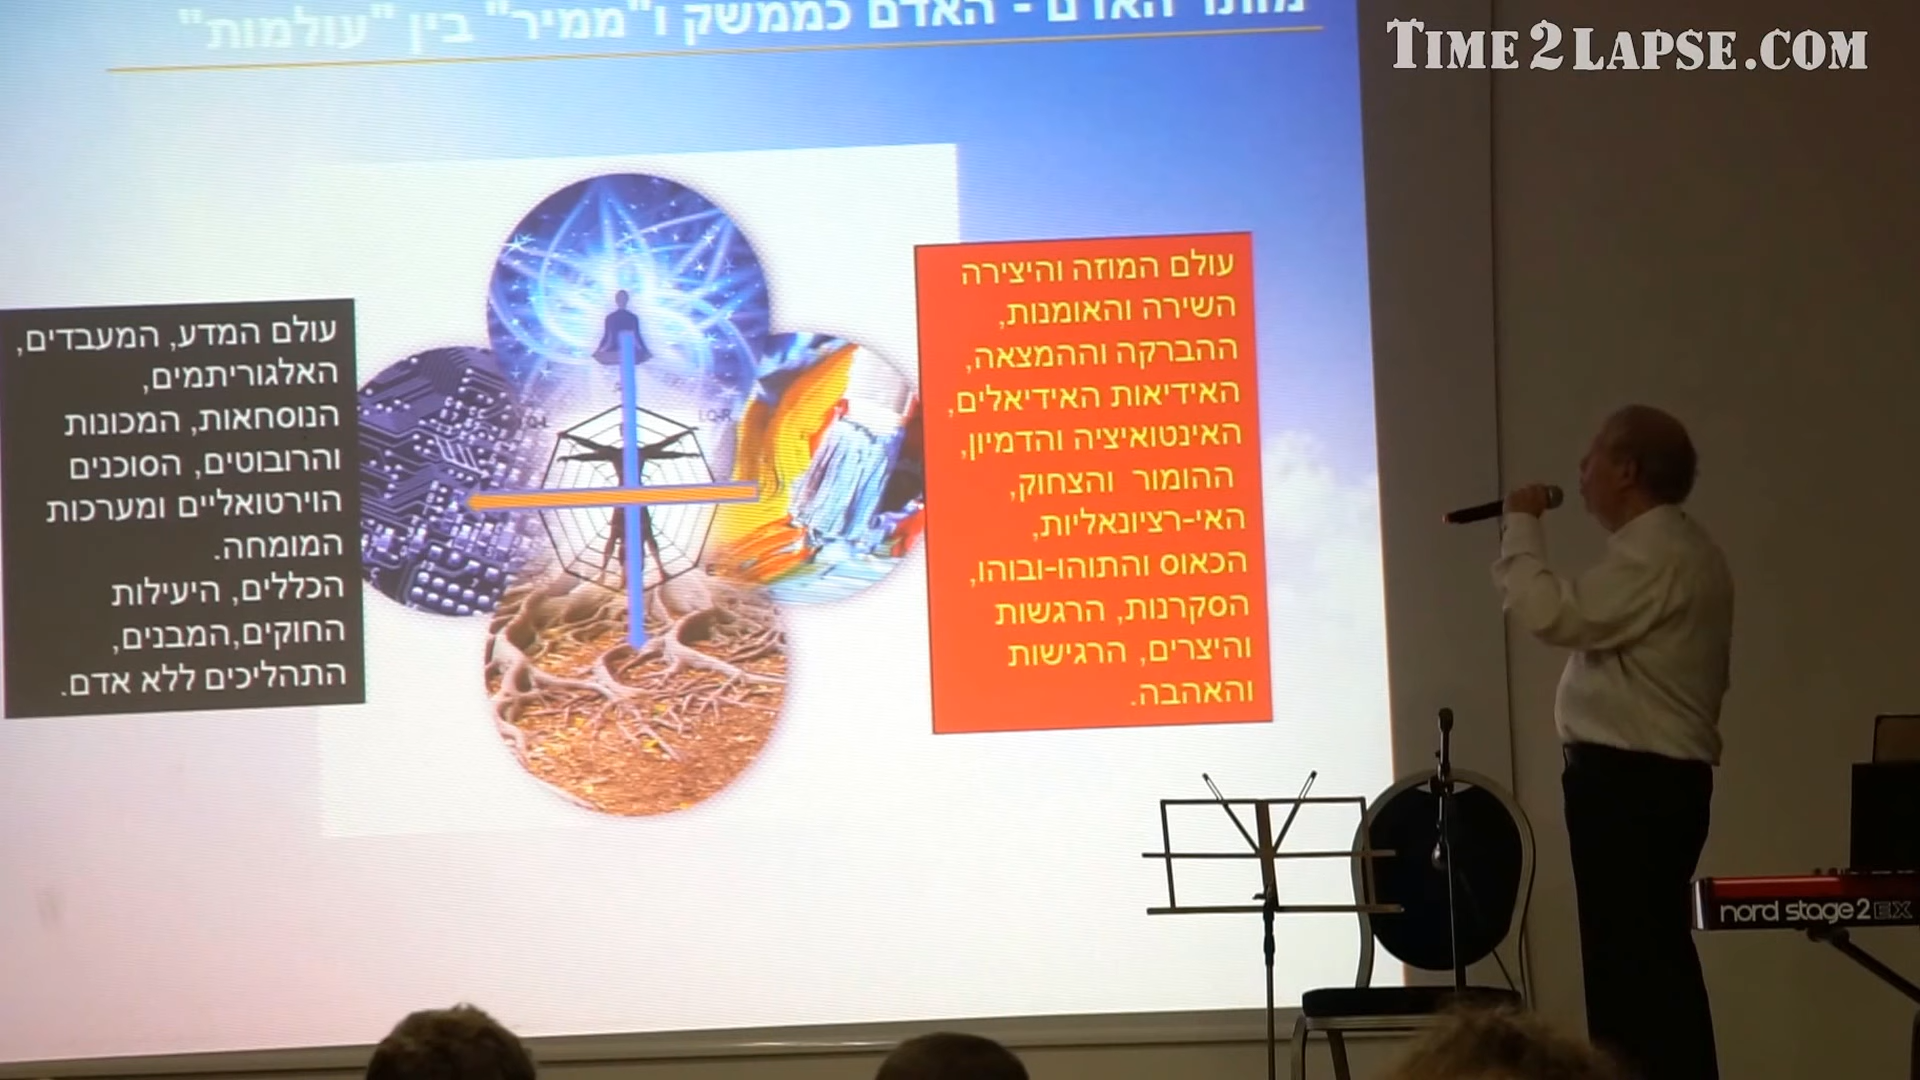 מותר האדם - האדם כממשק ו"ממיר" בין "עולמות"
TIME2LAPSE.COM
עולם המוזה והיצירה
השירה והאומנות,
ההברקה וההמצאה,
האידיאות האידיאלים,
האינטואיציה והדמיון,
ההומור והצחוק,
האי-רציונאליות,
הכאוס והתוהו-ובוהו,
הסקרנות, הרגשות
והיצרים, הרגישות
והאהבה.
עולם המדע, המעבדים,
האלגוריתמים,
הנוסחאות, המכונות
והרובוטים, הסוכנים
הוירטואליים ומערכות
המומחה.
הכללים, היעילות
החוקים,המבנים,
התהליכים ללא אדם.
nord stage 2 EX